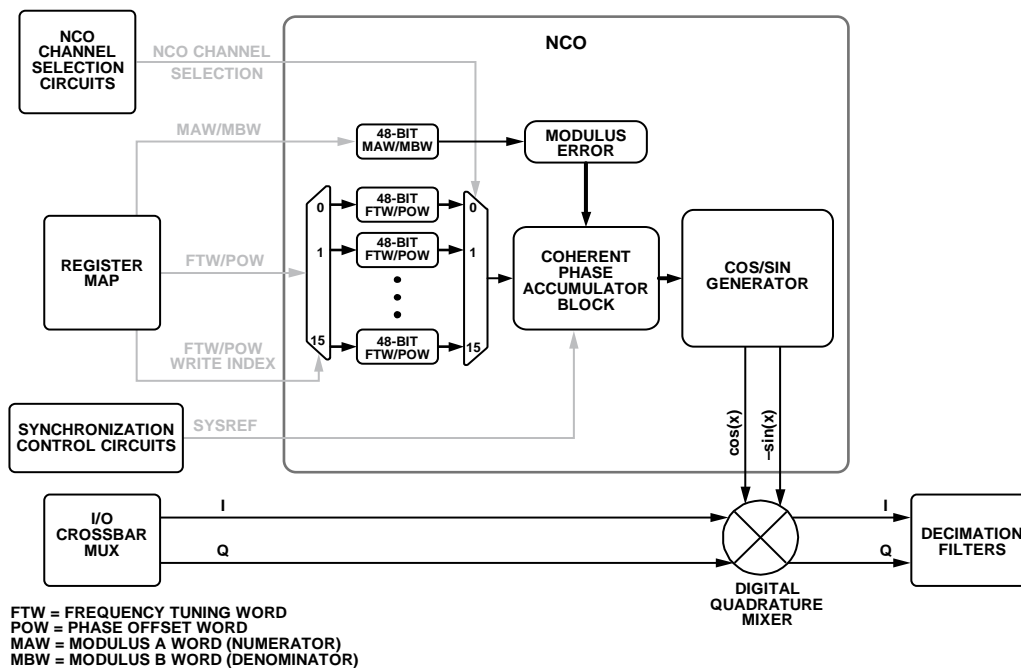 NCO
CHANNEL
SELECTION
CIRCUITS
NCO CHANNEL
SELECTION
NCO
MAW/MBW
48-BIT
MAW/MBW
MODULUS
ERROR
REGISTER
MAP
FTW/POW
0
1
15
48-BIT
FTW/POW
48-BIT
FTW/POW
48-BIT
FTW/POW
0
1
15
COHERENT
PHASE
ACCUMULATOR
BLOCK
COS/SIN
GENERATOR
FTW/POW
WRITE INDEX
SYNCHRONIZATION
CONTROL CIRCUITS
SYSREF
cos(x)
–sin(x)
I/O
CROSSBAR
MUX
I
Q
DIGITAL
QUADRATURE
MIXER
I
Q
DECIMATION
FILTERS
FTW = FREQUENCY TUNING WORD
POW = PHASE OFFSET WORD
MAW = MODULUS A WORD (NUMERATOR)
MBW = MODULUS B WORD (DENOMINATOR)